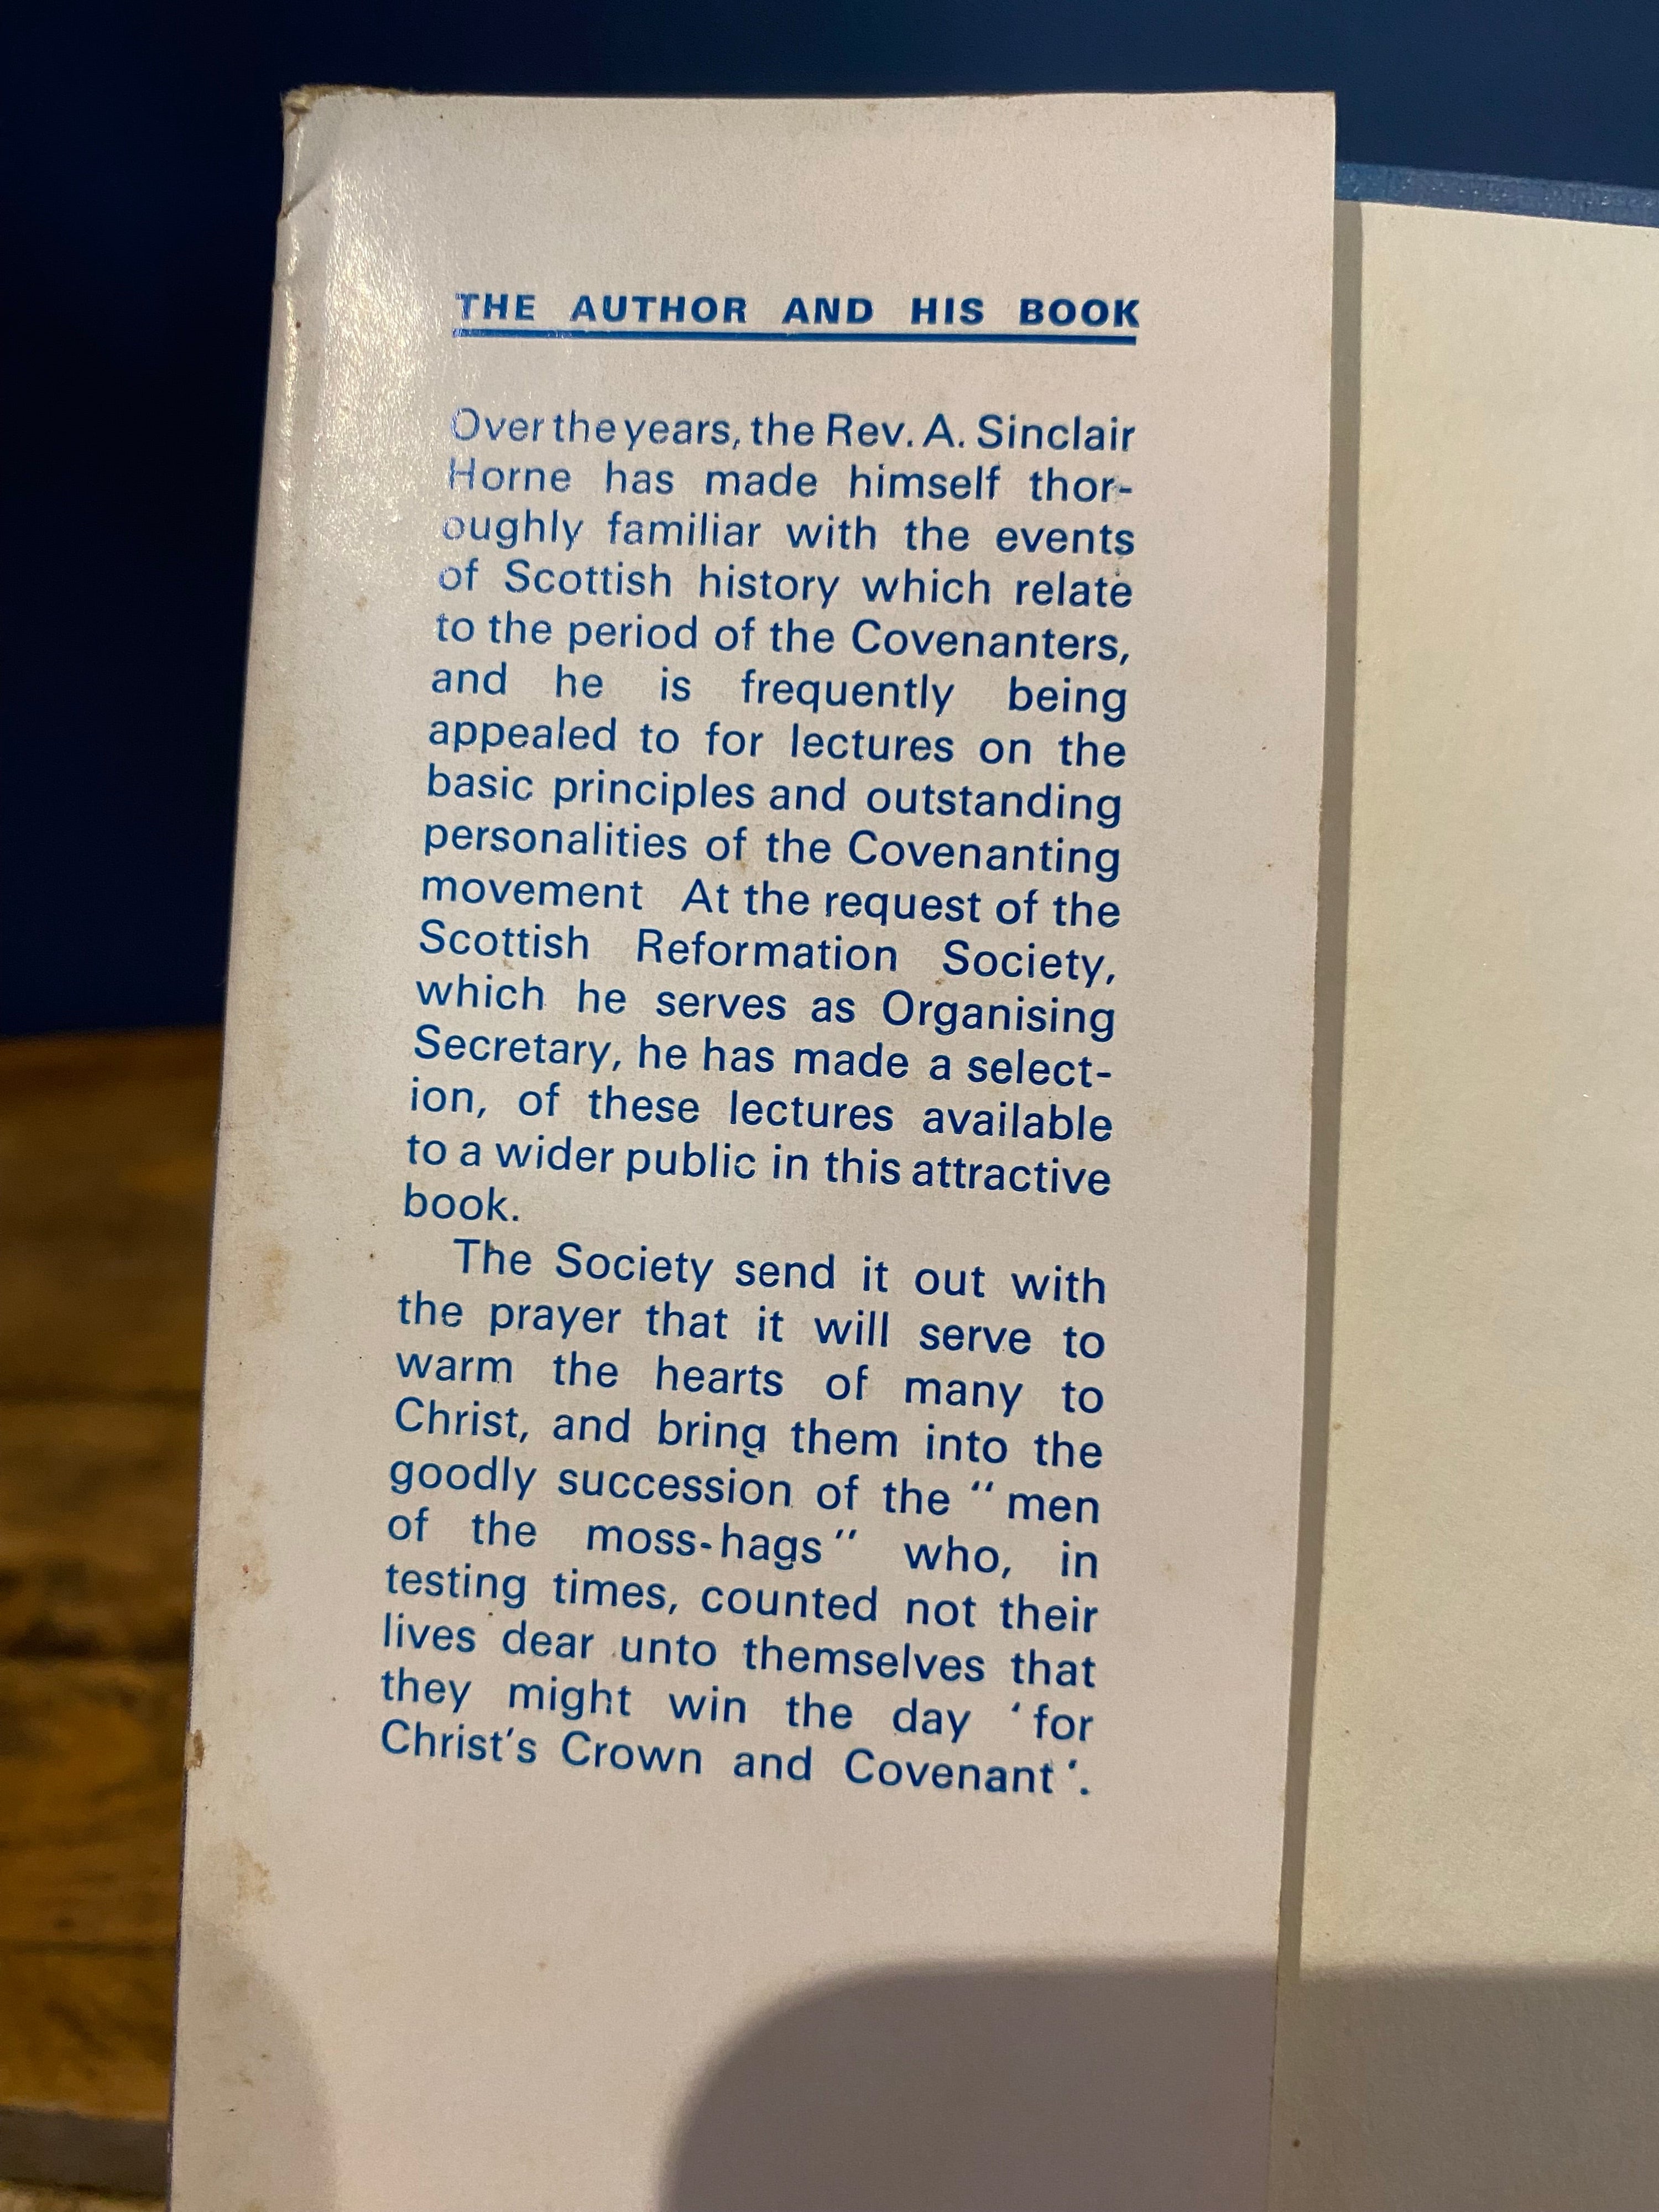 THE AUTHOR AND HIS BOOK
Over the years, the Rev. A. Sinclair
Horne has made himself thor-
oughly familiar with the events
of Scottish history which relate
to the period of the Covenanters,
and he is frequently being
appealed to for lectures on the
basic principles and outstanding
personalities of the Covenanting
movement At the request of the
Scottish Reformation Society,
which he serves as Organising
Secretary, he has made a select-
ion, of these lectures available
to a wider public in this attractive
book.
The Society send it out with
the prayer that it will serve to
warm the hearts of many to
Christ, and bring them into the
goodly succession of the “ men
of the moss-hags ” who, in
testing times, counted not their
lives dear unto themselves that
they might win the day ‘ for
Christ’s Crown and Covenant ‘.